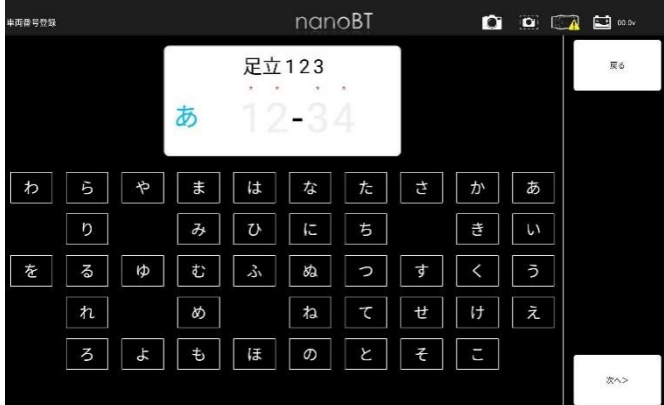 車両番号登録
nanoBT
00.0v
足立123
あ 12-34
戻る
わ ら や ま は な た さ か あ
り み ひ に ち き い
を る ゆ む ふ ぬ つ す く う
れ め ね て せ け え
ろ よ も ほ の と そ こ
次へ>